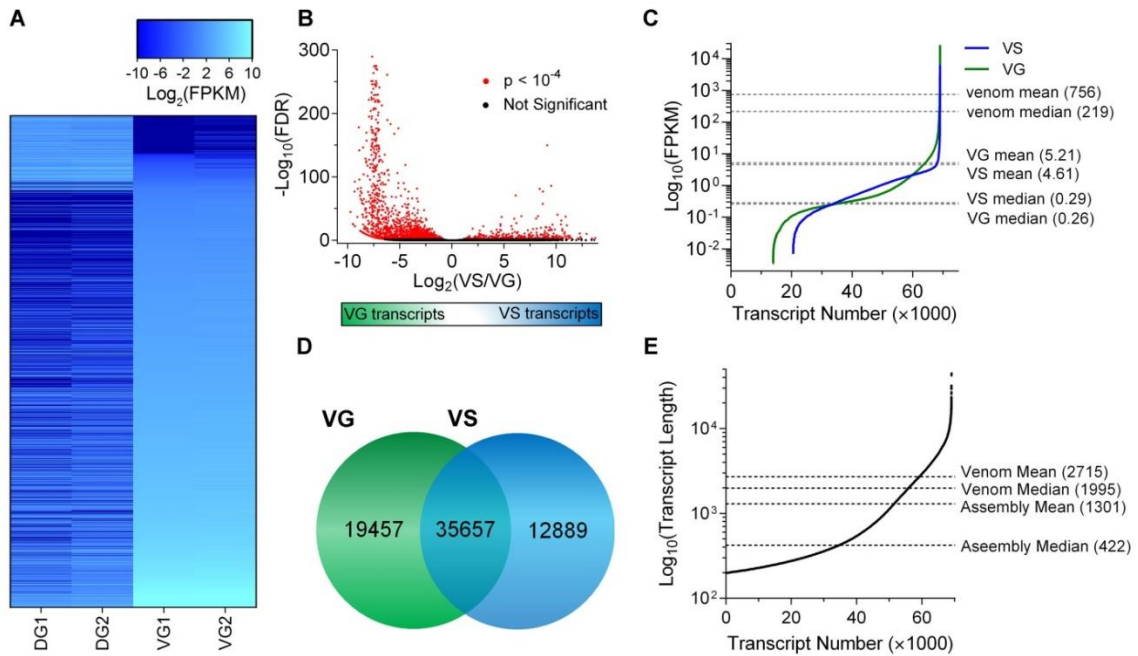 A
-10 -6 -2 2 6 10
Log2(FPKM)
DG1
DG2
VG1
VG2
B
300
200
100
0
-Log10(FDR)
p < 10-4
Not Significant
-10 -5 0 5 10
Log2(VS/VG)
VG transcripts VS transcripts
C
VS
VG
104
103
102
101
100
10-1
10-2
Log10(FPKM)
venom mean (756)
venom median (219)
VG mean (5.21)
VS mean (4.61)
VS median (0.29)
VG median (0.26)
0 20 40 60
Transcript Number (×1000)
D
VG VS
19457 35657 12889
E
104
103
102
Log10(Transcript Length)
Venom Mean (2715)
Venom Median (1995)
Assembly Mean (1301)
Aseembly Median (422)
0 20 40 60
Transcript Number (×1000)